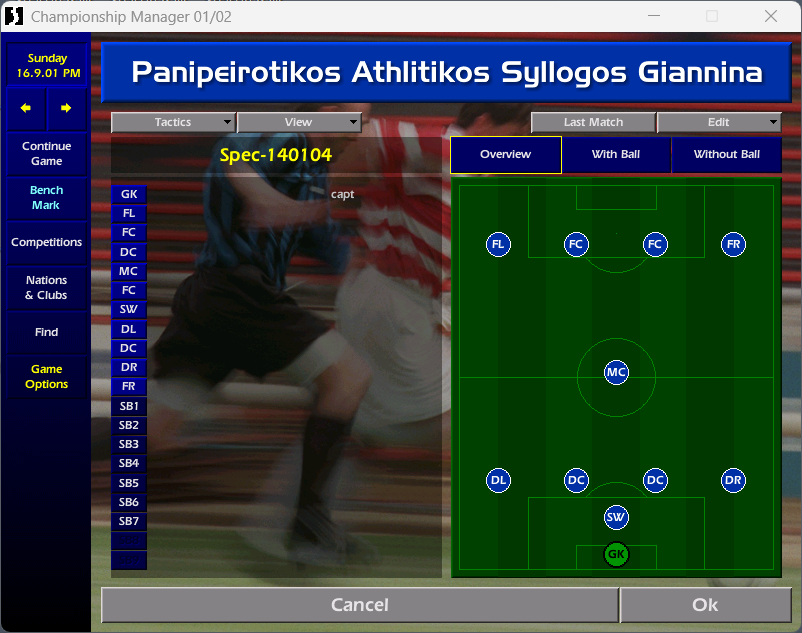 Championship Manager 01/02
Sunday
16.9.01 PM
Continue
Game
Bench
Mark
Competitions
Nations
& Clubs
Find
Game
Options
Panipeirotikos Athlitikos Syllogos Giannina
Tactics
View
Last Match
Edit
Spec-140104
Overview
With Ball
Without Ball
GK
capt
FL
FC
DC
MC
FC
SW
DL
DC
DR
FR
SB1
SB2
SB3
SB4
SB5
SB6
SB7
FL
FC
FC
FR
MC
DL
DC
DC
DR
SW
GK
Cancel
Ok